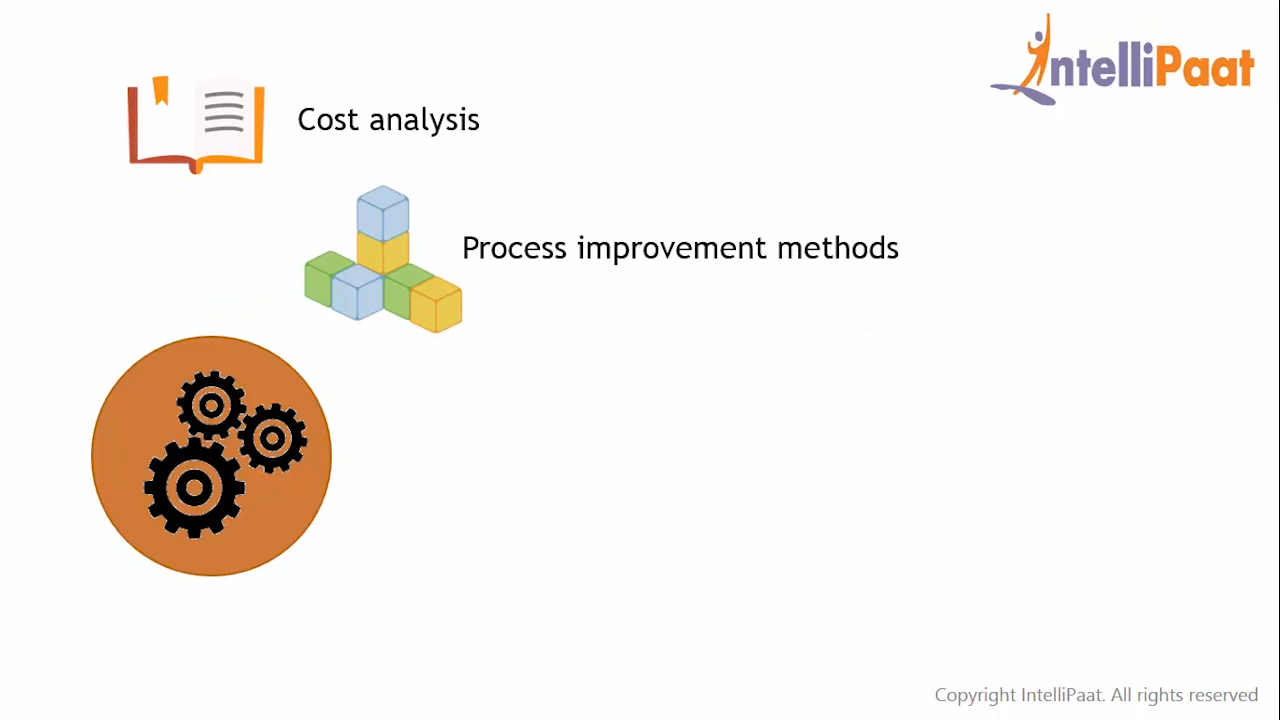 IntelliPaat
Cost analysis
Process improvement methods
Copyright IntelliPaat. All rights reserved